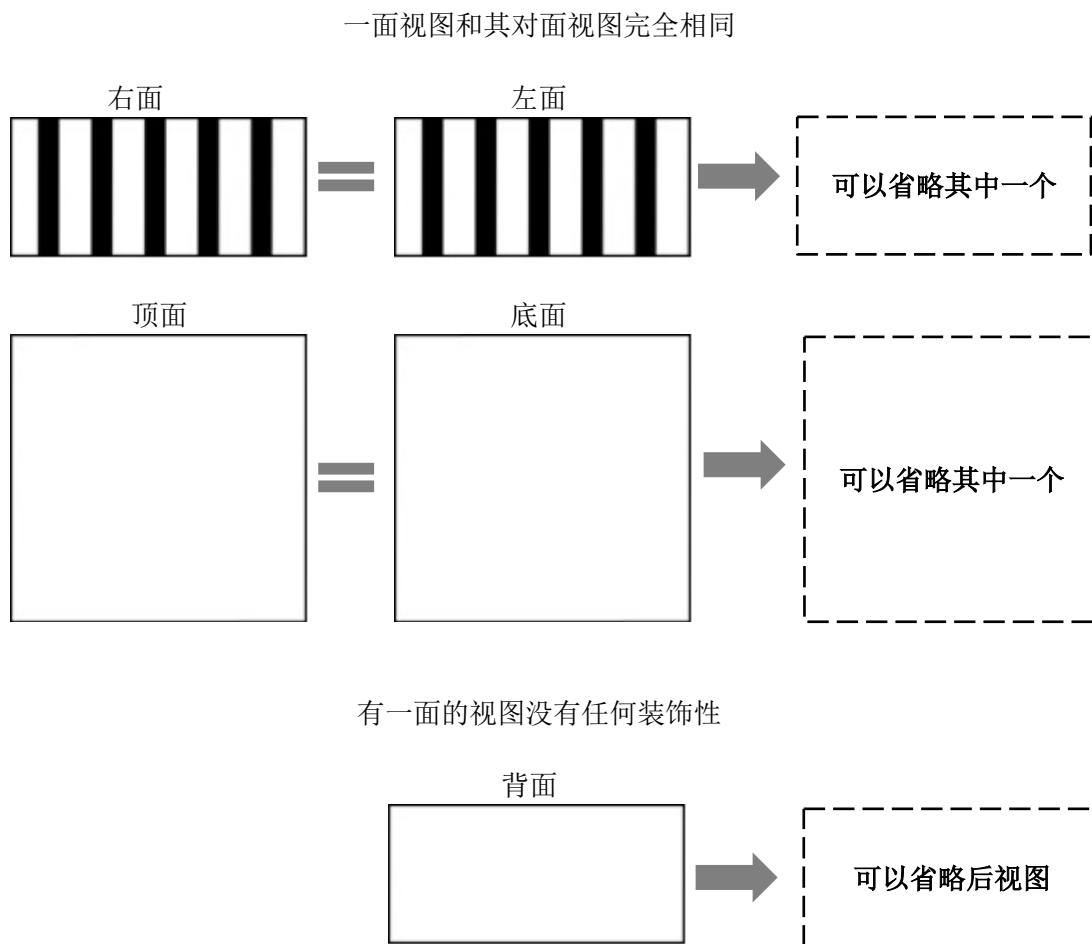 一面视图和其对面视图完全相同
右面 左面
可以省略其中一个
顶面 底面
可以省略其中一个
有一面的视图没有任何装饰性
背面
可以省略后视图